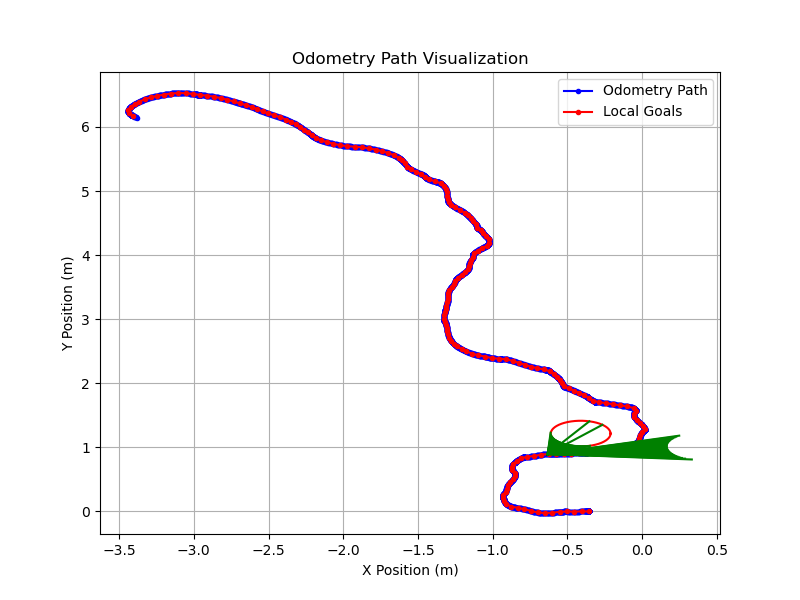 Odometry Path Visualization
Odometry Path
Local Goals
Y Position (m)
6
5
4
3
2
1
0
−3.5 −3.0 −2.5 −2.0 −1.5 −1.0 −0.5 0.0 0.5
X Position (m)